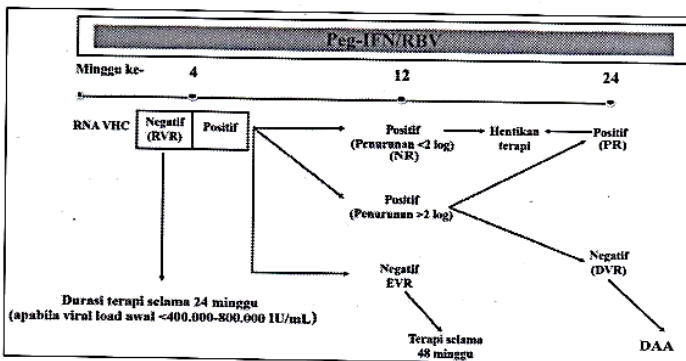 Peg-IFN/RBV
Minggu ke-
4
12
24
RNA VHC
Negatif
(RVR)
Positif
Positif
(Penurunan <2 log)
(NR)
Hentikan
terapi
Positif
(PR)
Positif
(Penurunan >2 log)
Negatif
(DVR)
Negatif
EVR
Durasi terapi selama 24 minggu
(apabila viral load awal <400.000-800.000 IU/mL)
Terapi selama
48 minggu
DAA